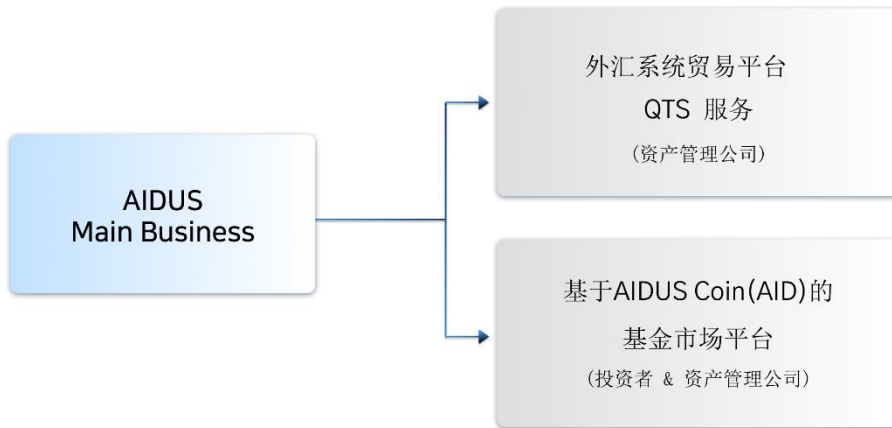 AIDUS
Main Business
外汇系统贸易平台
QTS 服务
(资产管理公司)
基于AIDUS Coin(AID)的
基金市场平台
(投资者 & 资产管理公司)